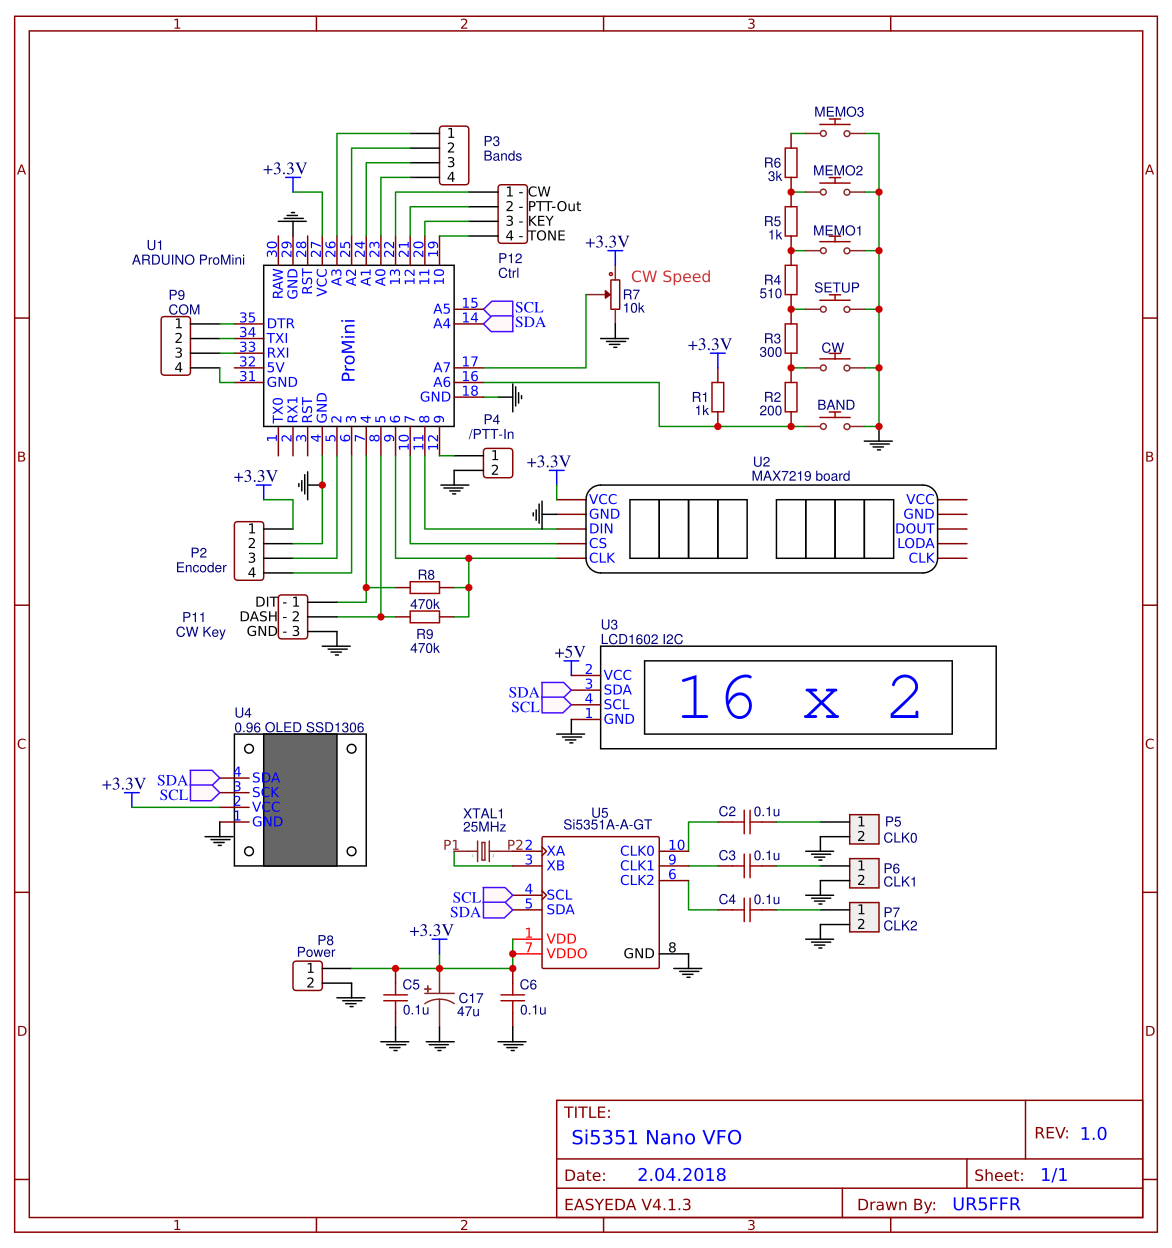 1 2 3
A A
B B
C C
D D
1 2 3
+3.3V
1
2
3
4
P3
Bands
1 - CW
2 - PTT-Out
3 - KEY
4 - TONE
P12
Ctrl
U1
ARDUINO ProMini
30 29 28 27 26 25 24 23 22 21 20 19
RAW GND RST VCC A3 A2 A1 A0 13 12 11 10
ProMini
P9
COM
1
2
3
4
35 DTR
34 TXI
33 RXI
32 5V
31 GND
A5 15 SCL
A4 14 SDA
A7 17
A6 16
GND 18
TX0 RX1 RST GND 2 3 4 5 6 7 8 9
1 2 3 4 5 6 7 8 9 10 11 12
+3.3V
CW Speed
R7
10k
+3.3V
R1
1k
MEMO3
R6
3k
MEMO2
R5
1k
MEMO1
R4
510
SETUP
R3
300
CW
R2
200
BAND
P4
/PTT-In
1
2
+3.3V
P2
Encoder
1
2
3
4
P11
CW Key
DIT - 1
DASH - 2
GND - 3
R8
470k
R9
470k
+3.3V
U2
MAX7219 board
VCC VCC
GND GND
DIN DOUT
CS LODA
CLK CLK
U3
LCD1602 I2C
+5V
2 VCC
SDA 3 SDA
SCL 4 SCL
1 GND
16 x 2
U4
0.96 OLED SSD1306
+3.3V
SDA 4 SDA
SCL 3 SCK
2 VCC
1 GND
XTAL1
25MHz
P1 P2
U5
Si5351A-A-GT
2 XA
3 XB
SCL 4 SCL
SDA 5 SDA
1 VDD
7 VDDO
CLK0 10
CLK1 9
CLK2 6
GND 8
C2 0.1u
1
2
P5
CLK0
C3 0.1u
1
2
P6
CLK1
C4 0.1u
1
2
P7
CLK2
P8
Power
1
2
+3.3V
C5
0.1u
+
C17
47u
C6
0.1u
TITLE:
Si5351 Nano VFO
REV: 1.0
Date: 2.04.2018
Sheet: 1/1
EASYEDA V4.1.3
Drawn By: UR5FFR